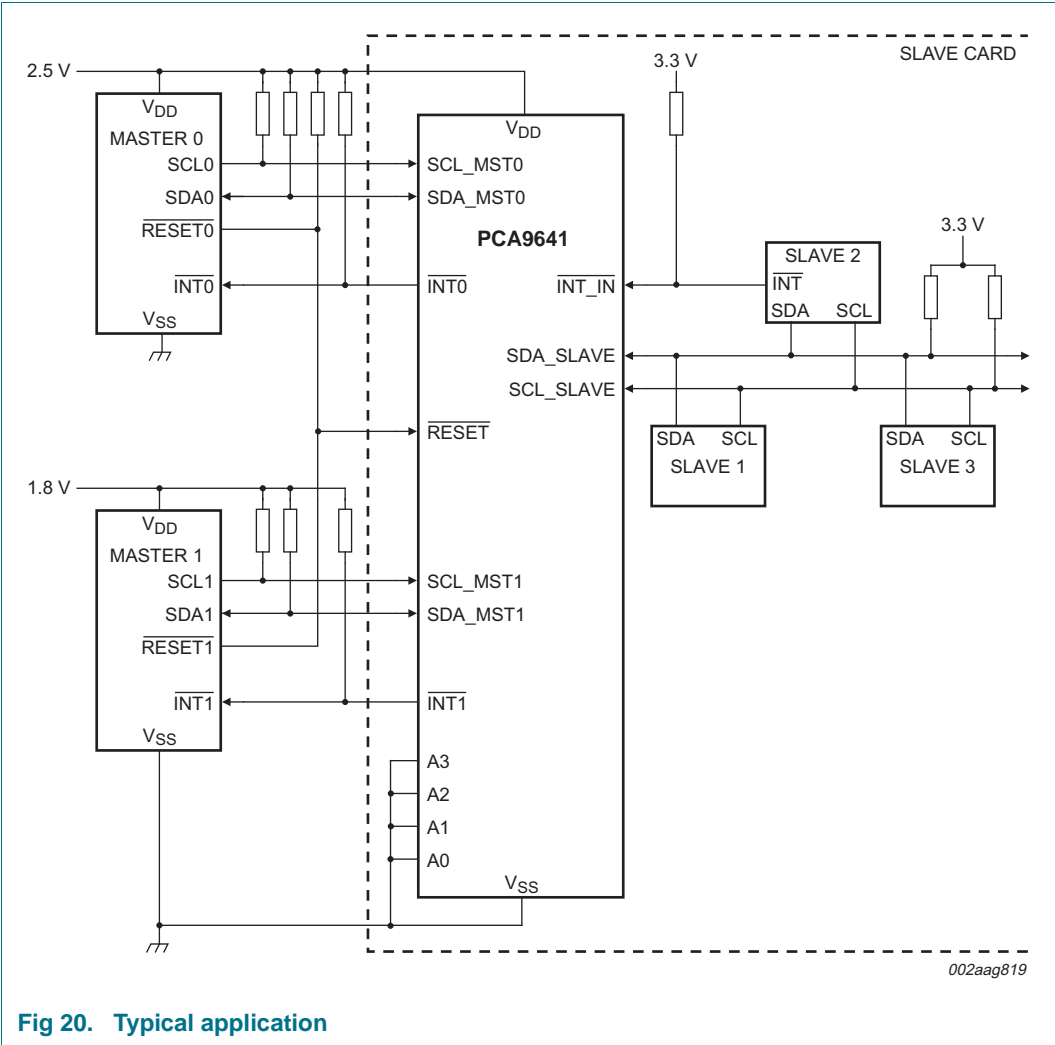 SLAVE CARD
2.5 V
3.3 V
VDD
MASTER 0
SCL0
SDA0
RESET0
INT0
VSS
VDD
SCL_MST0
SDA_MST0
PCA9641
INT0
INT_IN
SDA_SLAVE
SCL_SLAVE
RESET
SLAVE 2
INT
SDA SCL
3.3 V
SDA SCL
SLAVE 1
SDA SCL
SLAVE 3
1.8 V
VDD
MASTER 1
SCL1
SDA1
RESET1
INT1
VSS
SCL_MST1
SDA_MST1
INT1
A3
A2
A1
A0
VSS
002aag819
Fig 20. Typical application